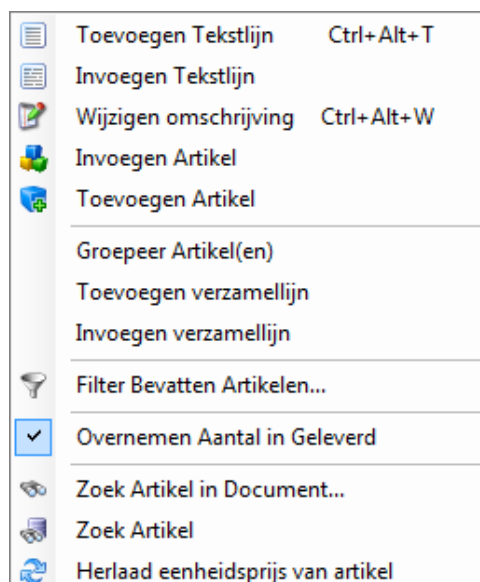 Toevoegen Tekstlijn Ctrl+Alt+T
Invoegen Tekstlijn
Wijzigen omschrijving Ctrl+Alt+W
Invoegen Artikel
Toevoegen Artikel
Groepeer Artikel(en)
Toevoegen verzamellijn
Invoegen verzamellijn
Filter Bevatten Artikelen...
Overnemen Aantal in Geleverd
Zoek Artikel in Document...
Zoek Artikel
Herlaad eenheidsprijs van artikel